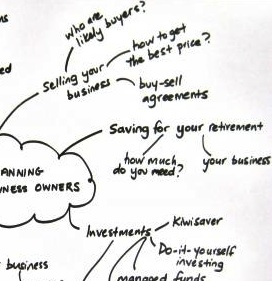 who are
likely buyers?
how to get
the best price?
Selling your
business
buy-sell
agreements
ed
Saving for your retirement
how much
do you need?
your business
ANNING
NESS OWNERS
Investments
Kiwisaver
Do-it-yourself
investing
managed funds
business